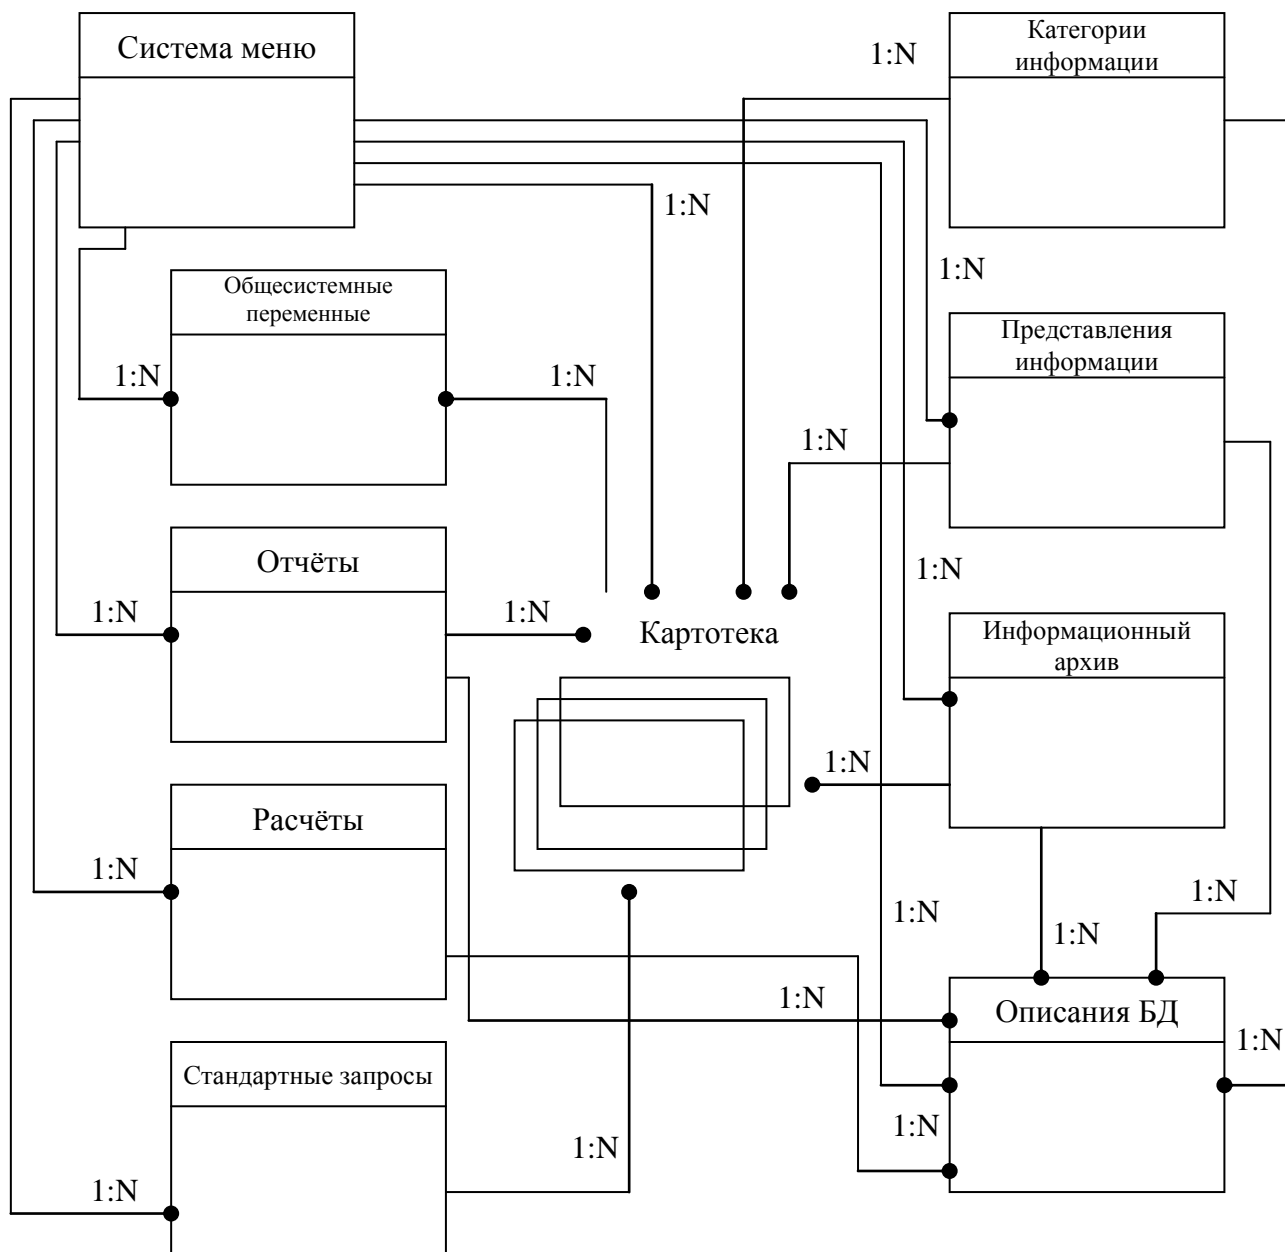 Система меню
Категории
информации
1:N
1:N
1:N
Общесистемные
переменные
Представления
информации
1:N
1:N
1:N
Отчёты
1:N
1:N
1:N
Картотека
Информационный
архив
1:N
Расчёты
1:N
1:N
1:N
1:N
1:N
Описания БД
1:N
Стандартные запросы
1:N
1:N
1:N